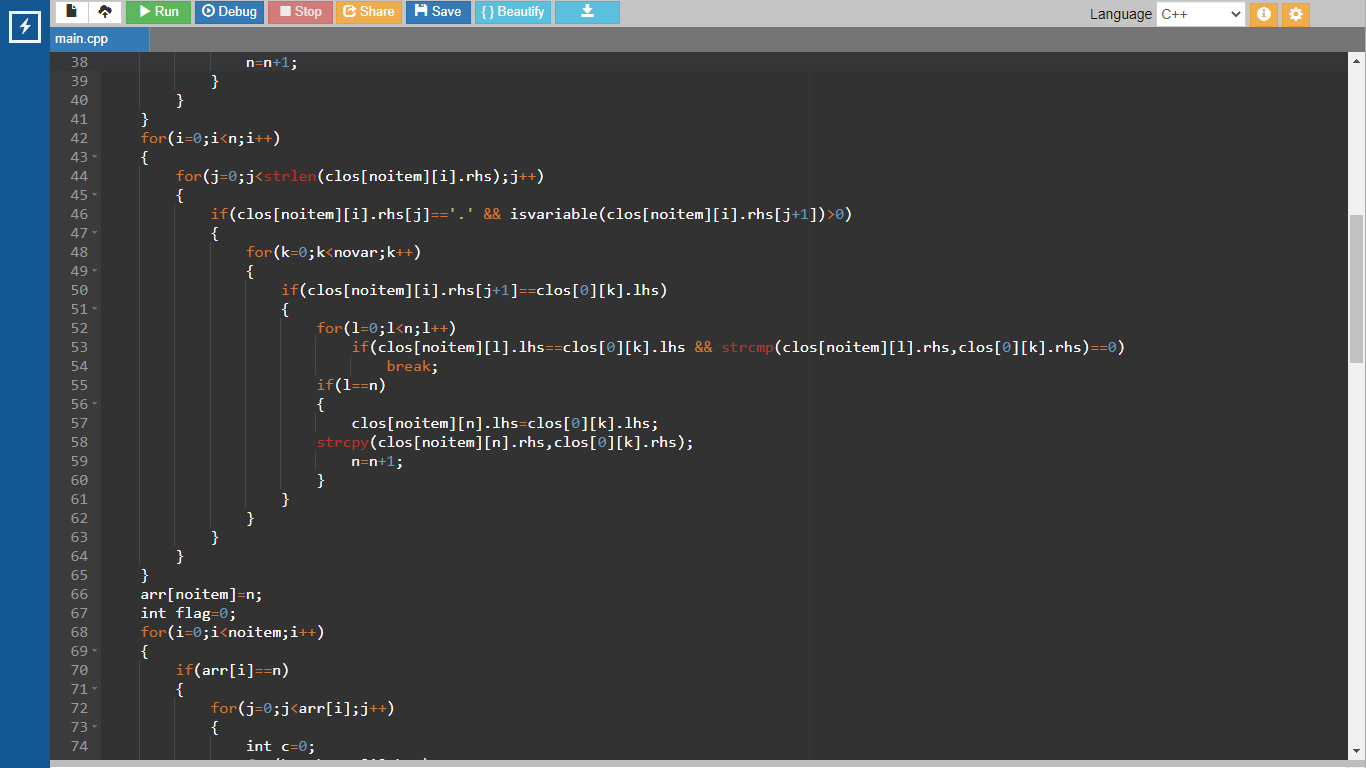 Run Debug Stop Share Save { } Beautify Language C++
main.cpp
38 n=n+1;
39 }
40 }
41 }
42 for(i=0;i<n;i++)
43 {
44 for(j=0;j<strlen(clos[noitem][i].rhs);j++)
45 {
46 if(clos[noitem][i].rhs[j]=='.' && isvariable(clos[noitem][i].rhs[j+1])>0)
47 {
48 for(k=0;k<novar;k++)
49 {
50 if(clos[noitem][i].rhs[j+1]==clos[0][k].lhs)
51 {
52 for(l=0;l<n;l++)
53 if(clos[noitem][l].lhs==clos[0][k].lhs && strcmp(clos[noitem][l].rhs,clos[0][k].rhs)==0)
54 break;
55 if(l==n)
56 {
57 clos[noitem][n].lhs=clos[0][k].lhs;
58 strcpy(clos[noitem][n].rhs,clos[0][k].rhs);
59 n=n+1;
60 }
61 }
62 }
63 }
64 }
65 }
66 arr[noitem]=n;
67 int flag=0;
68 for(i=0;i<noitem;i++)
69 {
70 if(arr[i]==n)
71 {
72 for(j=0;j<arr[i];j++)
73 {
74 int c=0;